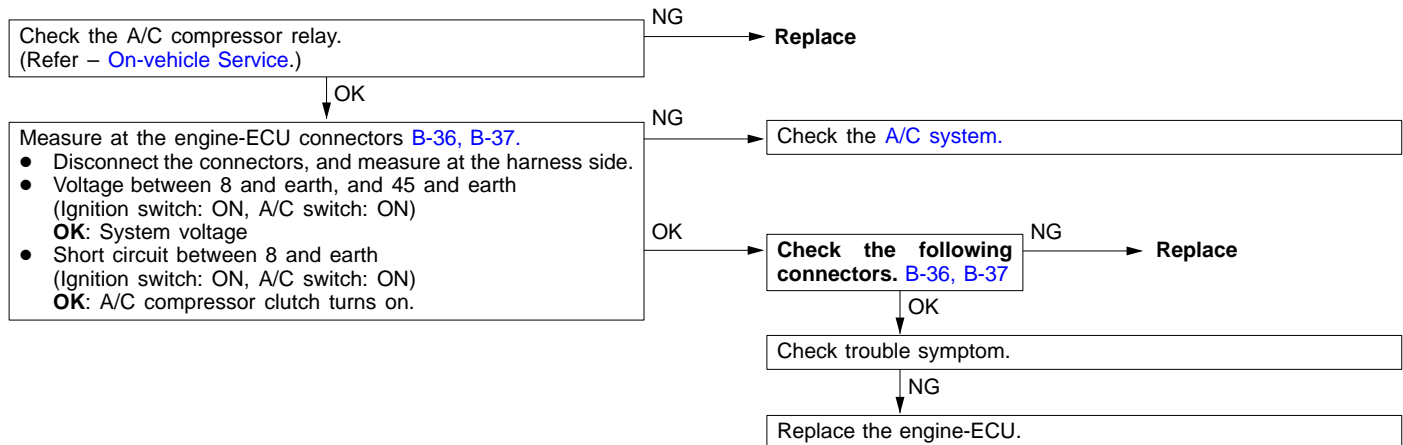 Check the A/C compressor relay.
(Refer – On-vehicle Service.)
NG
Replace
OK
Measure at the engine-ECU connectors B-36, B-37.
● Disconnect the connectors, and measure at the harness side.
● Voltage between 8 and earth, and 45 and earth
(Ignition switch: ON, A/C switch: ON)
OK: System voltage
● Short circuit between 8 and earth
(Ignition switch: ON, A/C switch: ON)
OK: A/C compressor clutch turns on.
NG
Check the A/C system.
OK
Check the following
connectors. B-36, B-37
NG
Replace
OK
Check trouble symptom.
NG
Replace the engine-ECU.